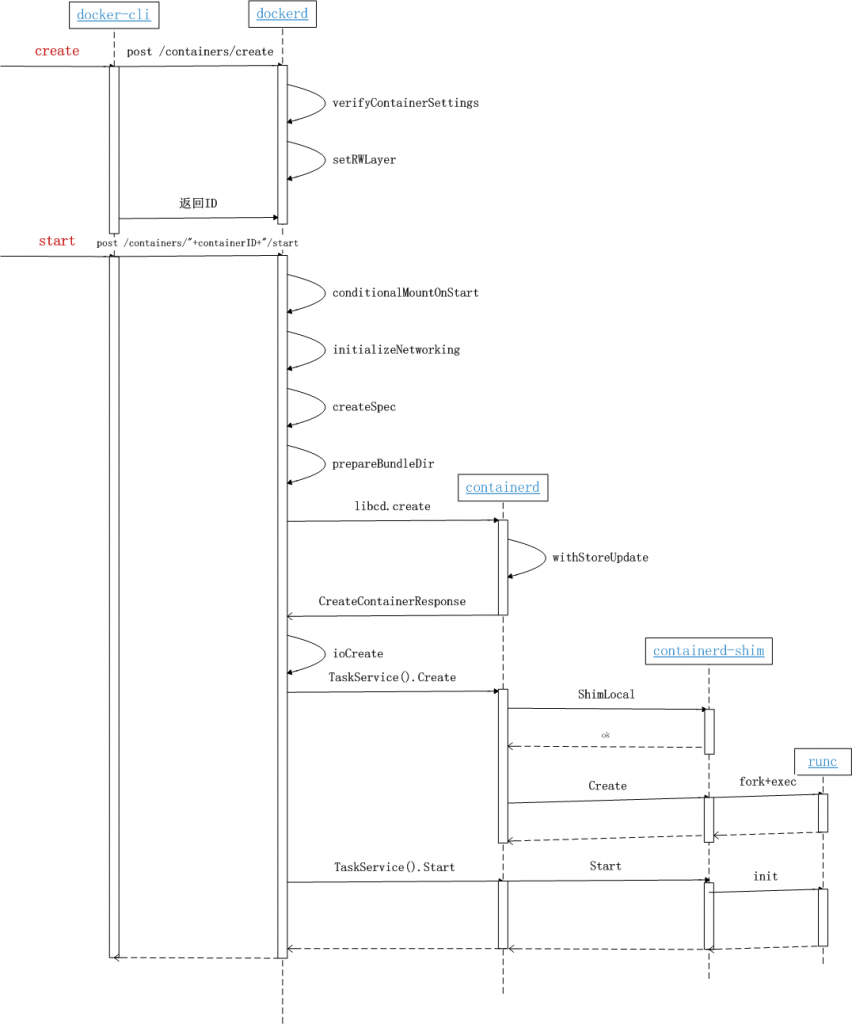 docker-cli
dockerd
create
post /containers/create
verifyContainerSettings
setRWLayer
返回ID
start
post /containers/"+containerID+"/start
conditionalMountOnStart
initializeNetworking
createSpec
prepareBundleDir
containerd
libcd.create
withStoreUpdate
CreateContainerResponse
ioCreate
containerd-shim
TaskService().Create
ShimLocal
ok
runc
fork+exec
Create
TaskService().Start
Start
init